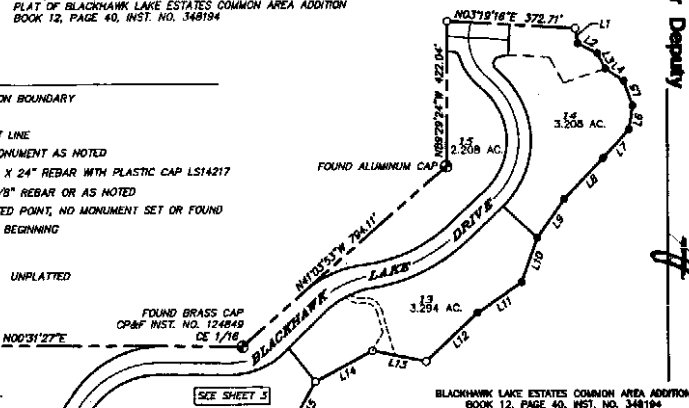 PLAT OF BLACKHAWK LAKE ESTATES COMMON AREA ADDITION
BOOK 12, PAGE 40, INST. NO. 348194
ON BOUNDARY
T LINE
ONUMENT AS NOTED
X 24" REBAR WITH PLASTIC CAP LS14217
/8" REBAR OR AS NOTED
ED POINT, NO MONUMENT SET OR FOUND
BEGINNING
UNPLATTED
N03°19'16"E 372.71'
L1
L2
L3
L4
L5
L6
L7
L8
L9
L10
L11
L12
L13
L14
N89°29'24"W 422.04'
15
2.208 AC.
14
3.208 AC.
FOUND ALUMINUM CAP
N41°03'53"W 794.11'
BLACKHAWK LAKE DRIVE
13
3.294 AC.
FOUND BRASS CAP
CP&F INST. NO. 124849
CE 1/16
N00°31'27"E
SEE SHEET 3
Deputy
BLACKHAWK LAKE ESTATES COMMON AREA ADDITION
BOOK 12, PAGE 40, INST. NO. 348194